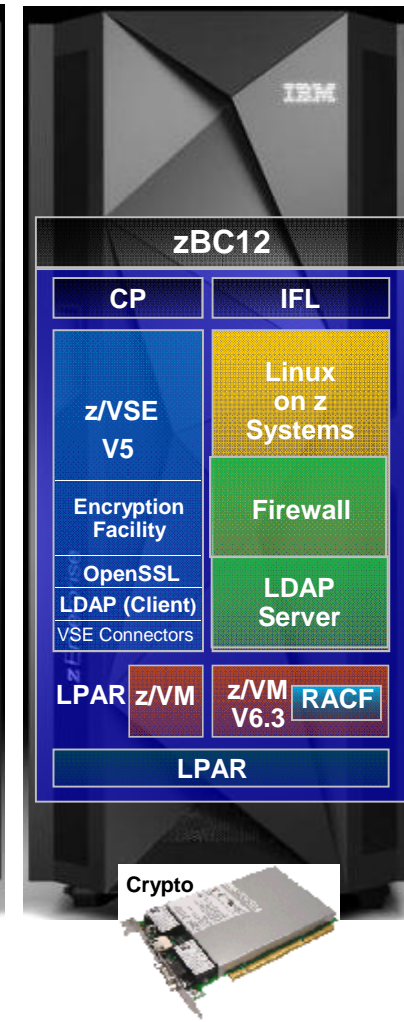 IBM
zBC12
CP
IFL
z/VSE
V5
Encryption
Facility
OpenSSL
LDAP (Client)
VSE Connectors
Linux
on z
Systems
Firewall
LDAP
Server
LPAR
z/VM
z/VM
V6.3
RACF
LPAR
Crypto